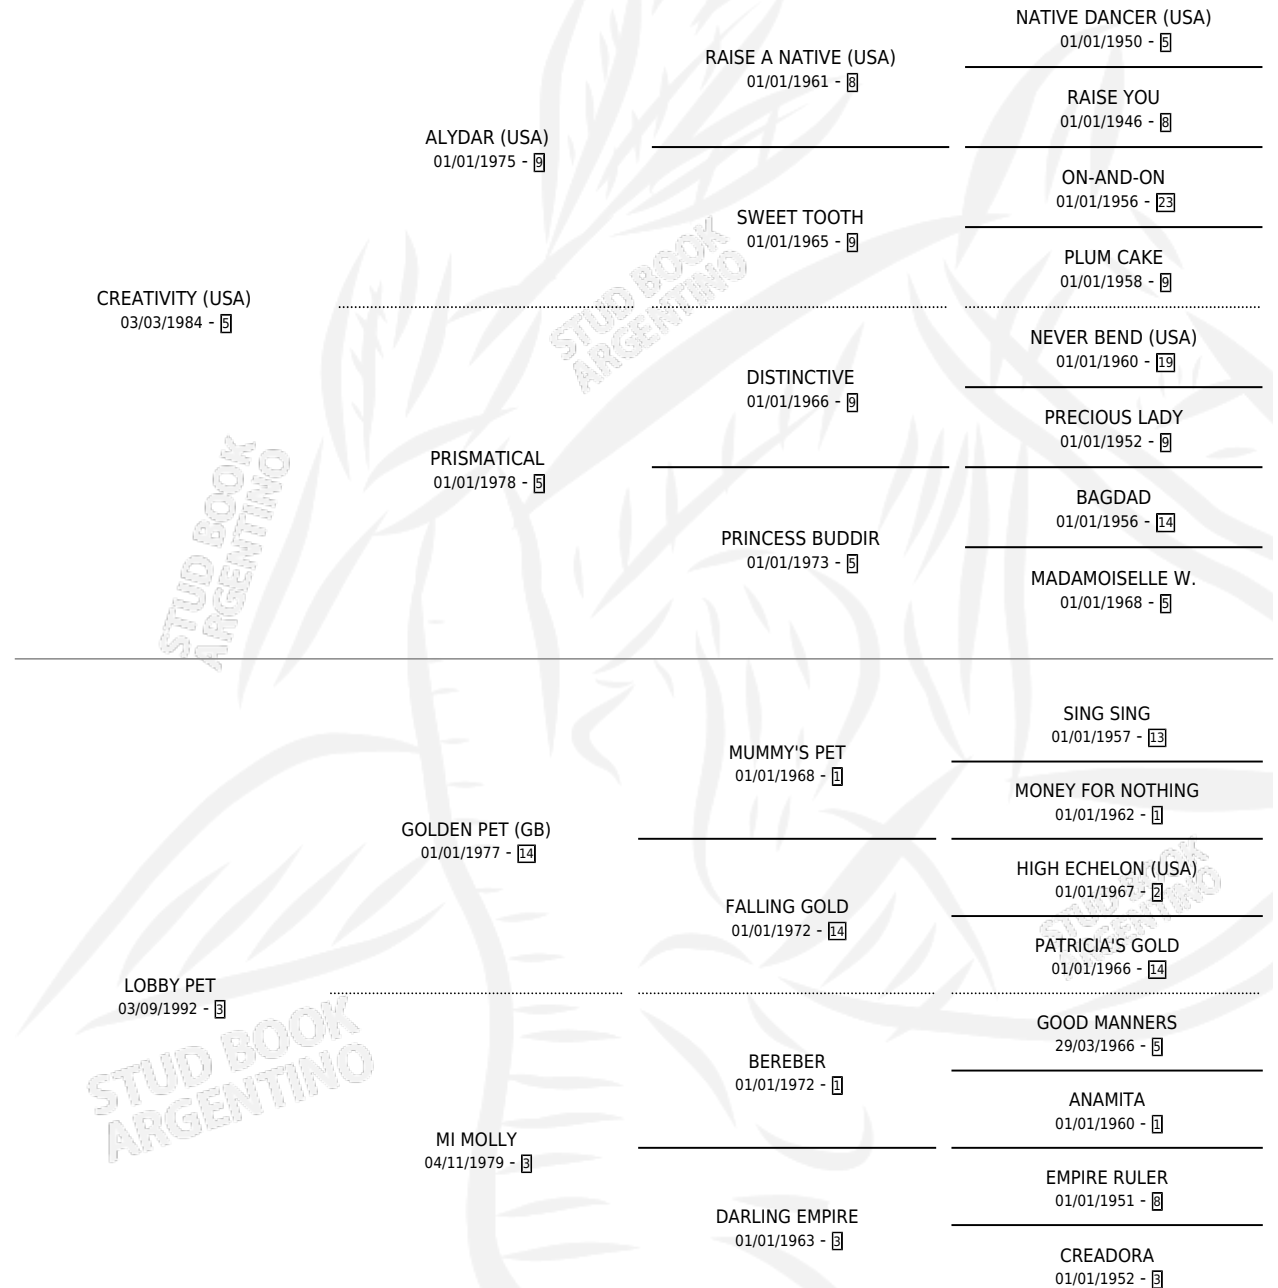 NATIVE DANCER (USA)
01/01/1950 - 5
RAISE A NATIVE (USA)
01/01/1961 - 8
RAISE YOU
01/01/1946 - 8
ALYDAR (USA)
01/01/1975 - 9
ON-AND-ON
01/01/1956 - 23
SWEET TOOTH
01/01/1965 - 9
PLUM CAKE
01/01/1958 - 9
CREATIVITY (USA)
03/03/1984 - 5
NEVER BEND (USA)
01/01/1960 - 19
DISTINCTIVE
01/01/1966 - 9
PRECIOUS LADY
01/01/1952 - 9
PRISMATICAL
01/01/1978 - 5
BAGDAD
01/01/1956 - 14
PRINCESS BUDDIR
01/01/1973 - 5
MADAMOISELLE W.
01/01/1968 - 5
STUD BOOK
ARGENTINO
STUD BOOK
ARGENTINO
SING SING
01/01/1957 - 13
MUMMY'S PET
01/01/1968 - 1
MONEY FOR NOTHING
01/01/1962 - 1
GOLDEN PET (GB)
01/01/1977 - 14
HIGH ECHELON (USA)
01/01/1967 - 2
FALLING GOLD
01/01/1972 - 14
PATRICIA'S GOLD
01/01/1966 - 14
LOBBY PET
03/09/1992 - 3
GOOD MANNERS
29/03/1966 - 5
BEREBER
01/01/1972 - 1
ANAMITA
01/01/1960 - 1
MI MOLLY
04/11/1979 - 3
EMPIRE RULER
01/01/1951 - 8
DARLING EMPIRE
01/01/1963 - 3
CREADORA
01/01/1952 - 3
STUD BOOK
ARGENTINO
STUD BOOK
ARGENTINO